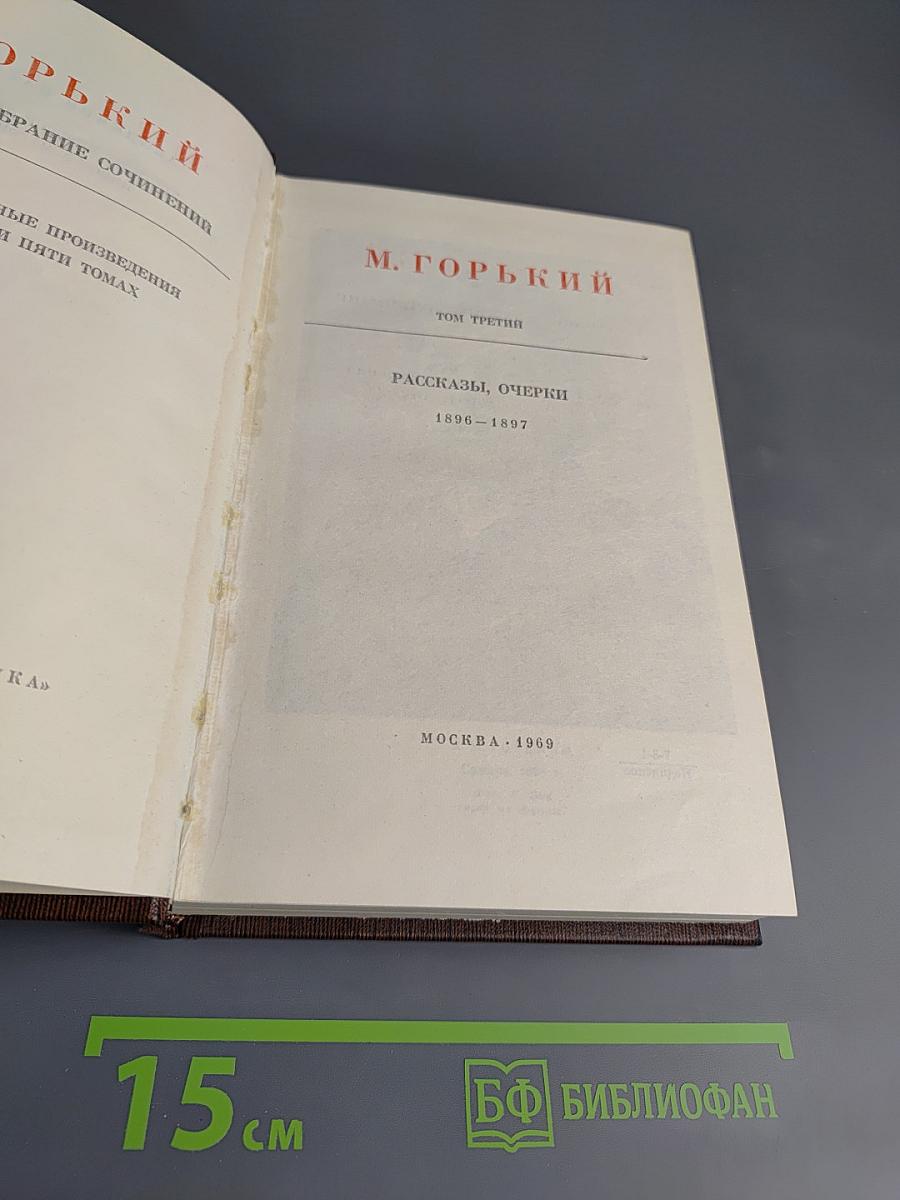 ОРЬКИЙ
БРАНИЕ СОЧИНЕНИЙ
НЫЕ ПРОИЗВЕДЕНИЯ
И ПЯТИ ТОМАХ
КА»
М. ГОРЬКИЙ
ТОМ ТРЕТИЙ
РАССКАЗЫ, ОЧЕРКИ
1896—1897
МОСКВА · 1969
15 см
БФ БИБЛИОФАН